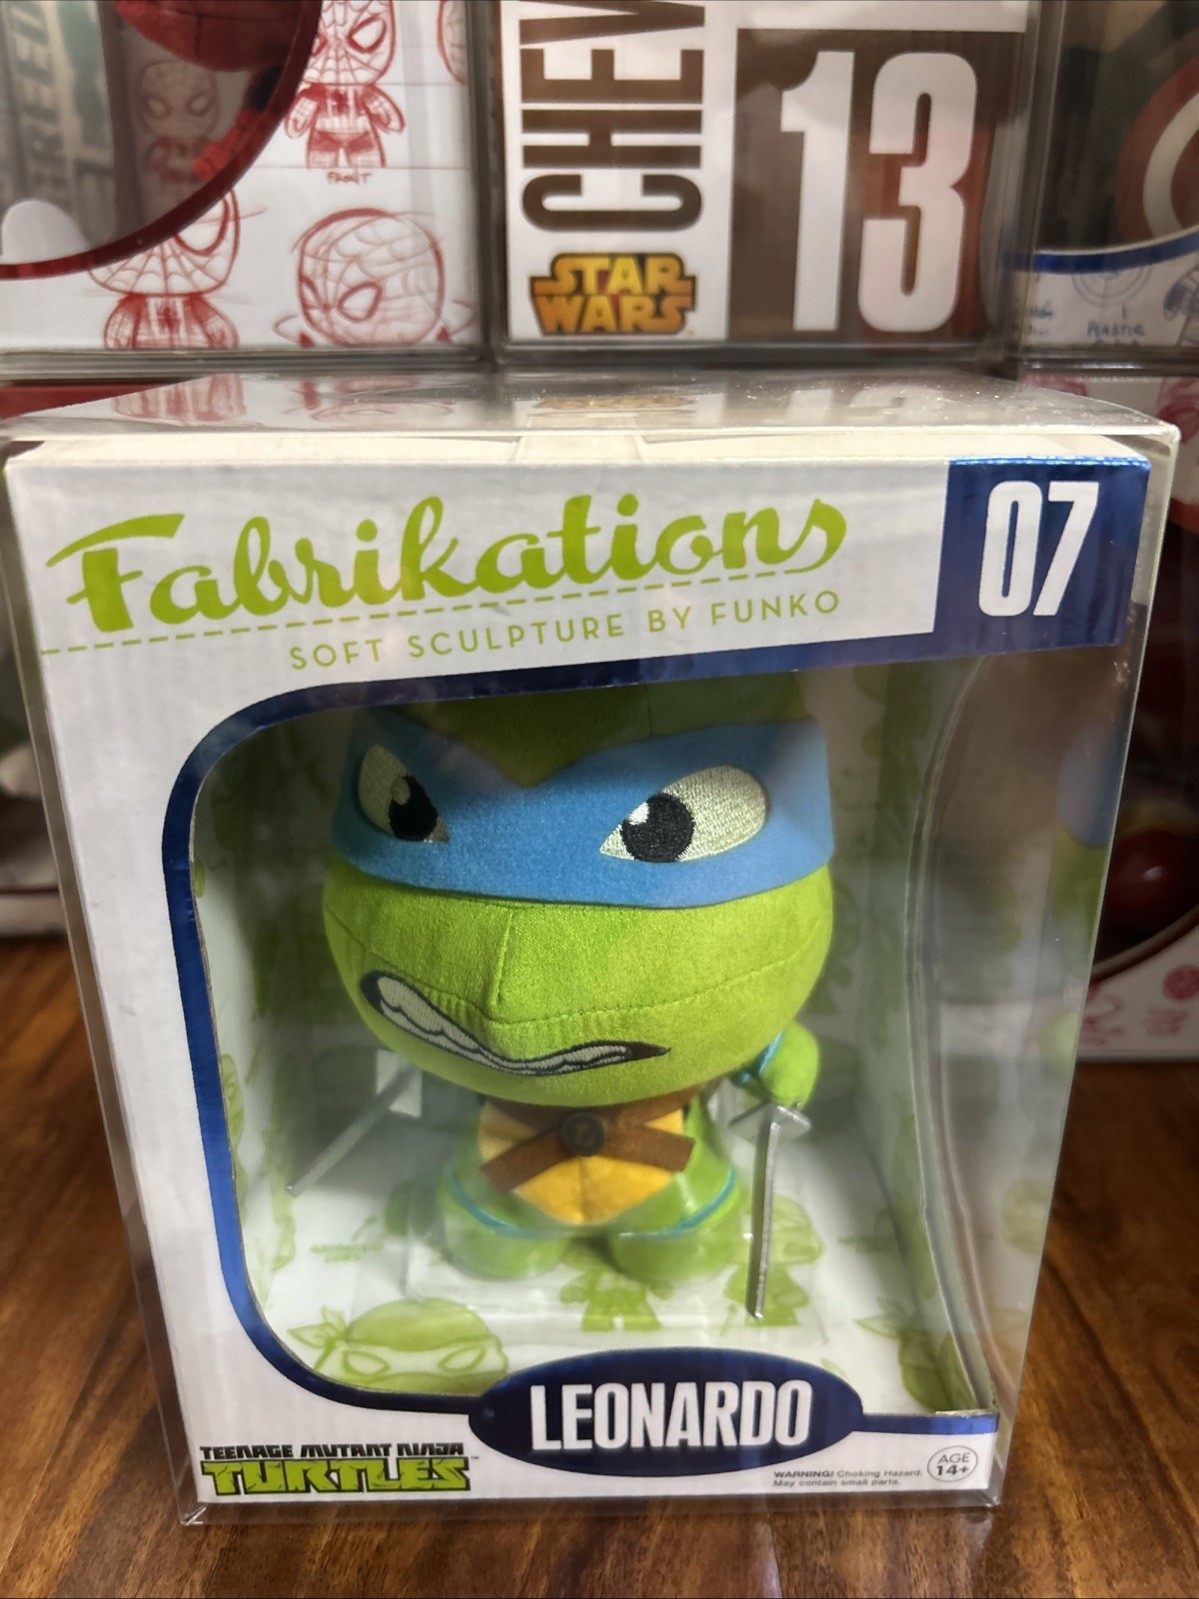 FRONT
CHEW
13
STAR
WARS
PLASTIC
Fabrikations
SOFT SCULPTURE BY FUNKO
07
LEONARDO
TEENAGE MUTANT NINJA
TURTLES
WARNING! Choking Hazard.
May contain small parts.
AGE
14+